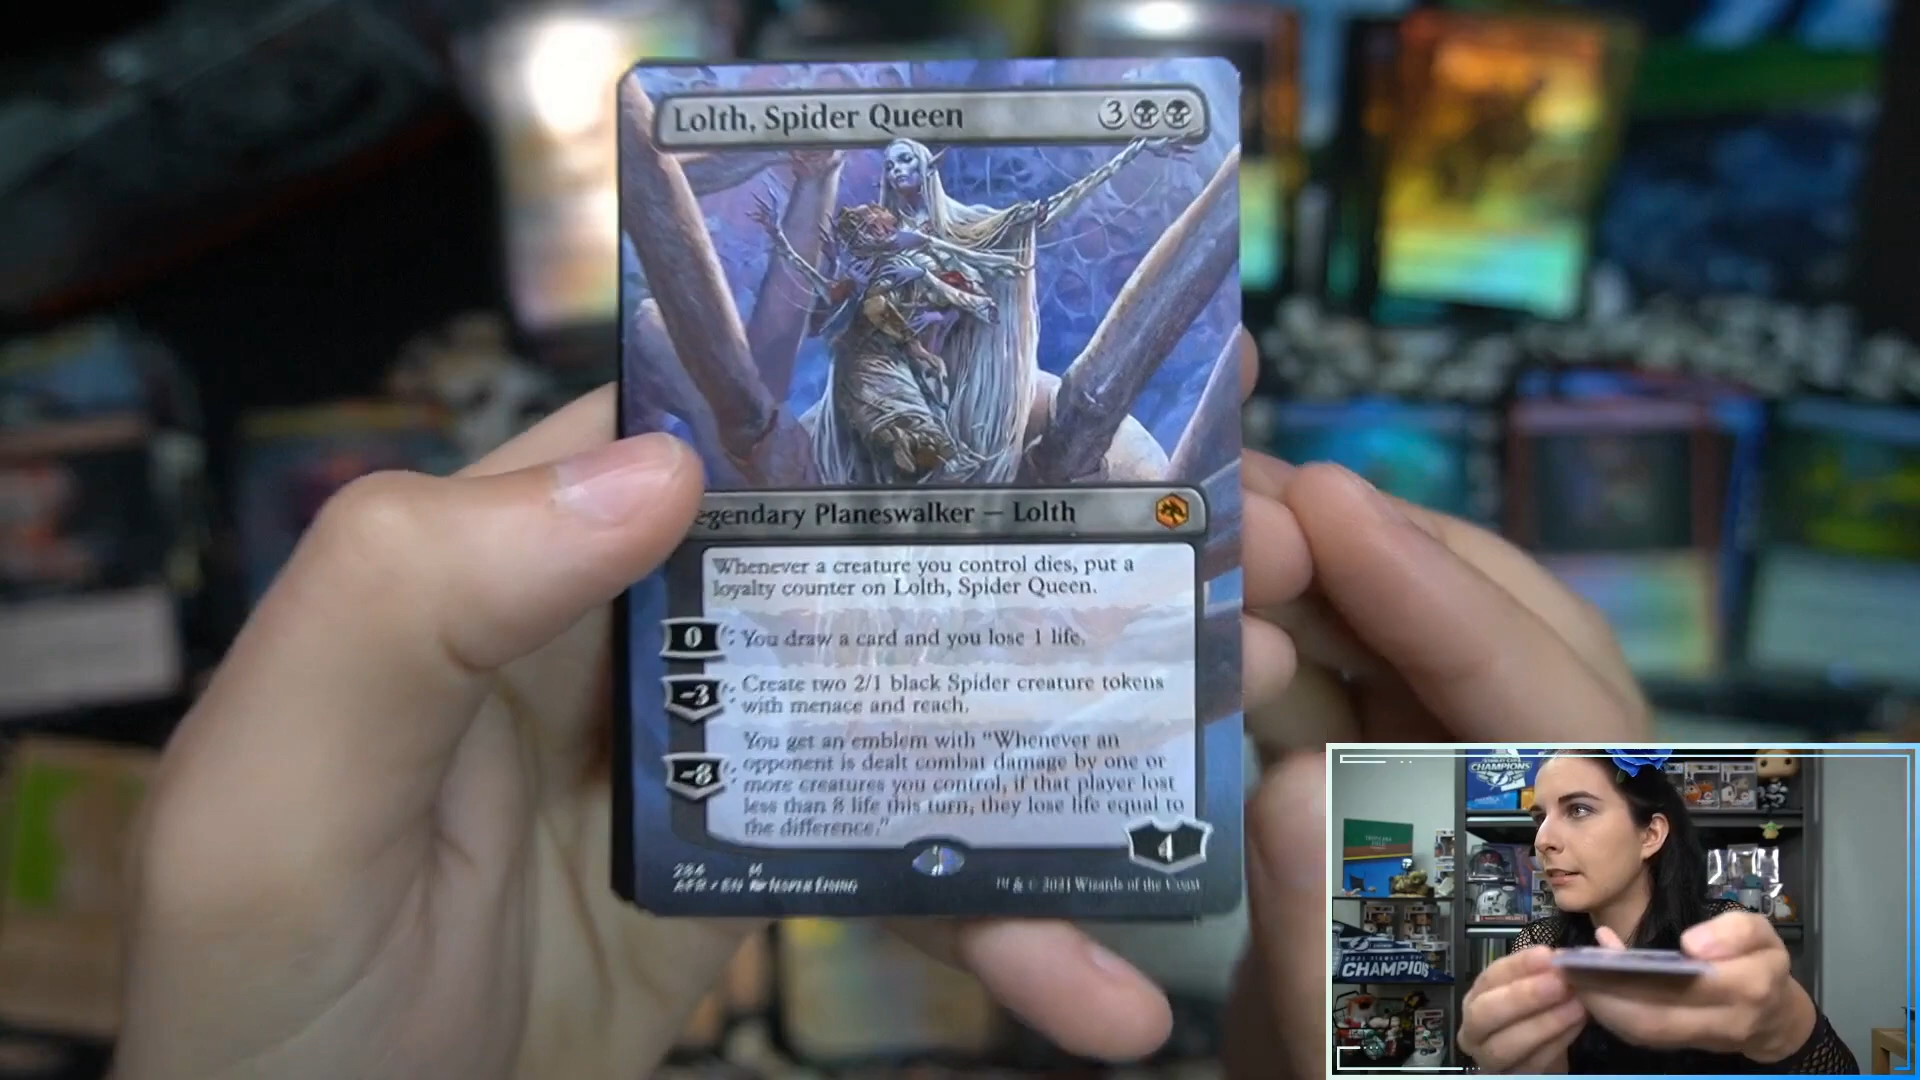 Lolth, Spider Queen
3
egendary Planeswalker — Lolth
Whenever a creature you control dies, put a
loyalty counter on Lolth, Spider Queen.
0 : You draw a card and you lose 1 life.
-3 : Create two 2/1 black Spider creature tokens
with menace and reach.
You get an emblem with "Whenever an
-8 : opponent is dealt combat damage by one or
more creatures you control, if that player lost
less than 8 life this turn, they lose life equal to
the difference."
4
284 M
AFR • EN
™ & © 2021 Wizards of the Coast
CHAMPIONS
CHAMPIO